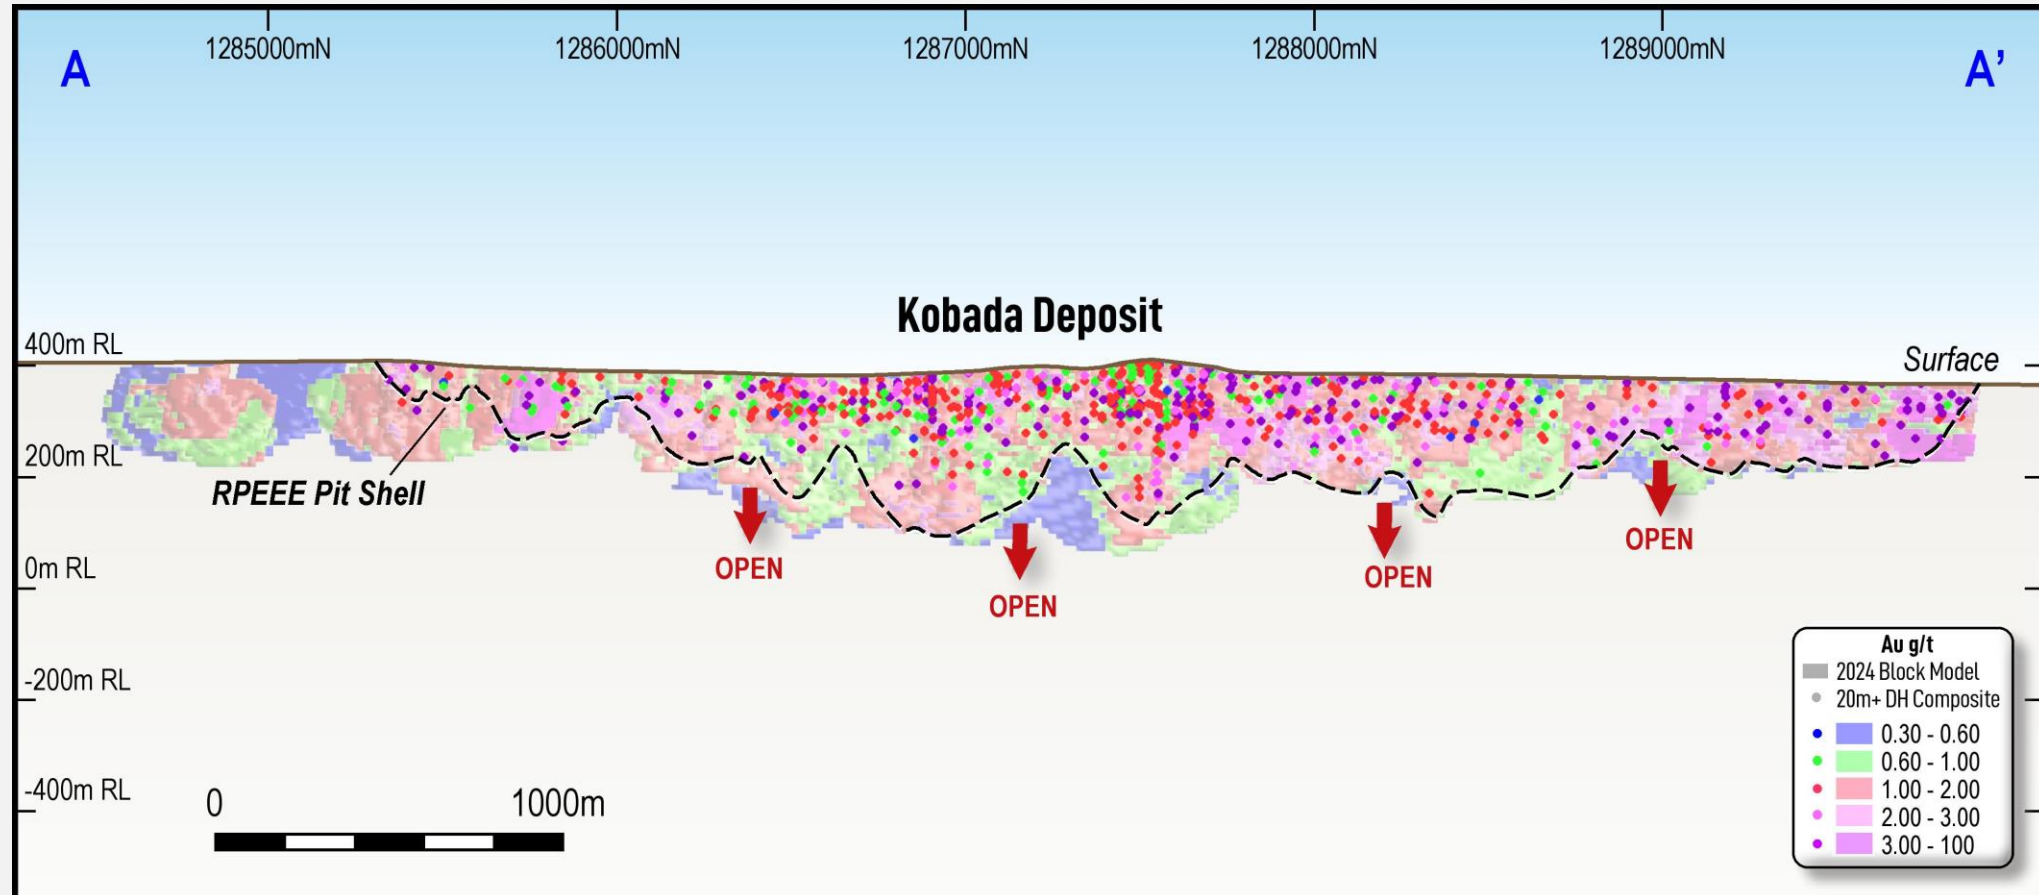 1285000mN
1286000mN
1287000mN
1288000mN
1289000mN
A
A’
Kobada Deposit
400m RL
Surface
200m RL
RPEEE Pit Shell
0m RL
OPEN
OPEN
OPEN
OPEN
-200m RL
-400m RL
0
1000m
Au g/t
2024 Block Model
20m+ DH Composite
0.30 - 0.60
0.60 - 1.00
1.00 - 2.00
2.00 - 3.00
3.00 - 100